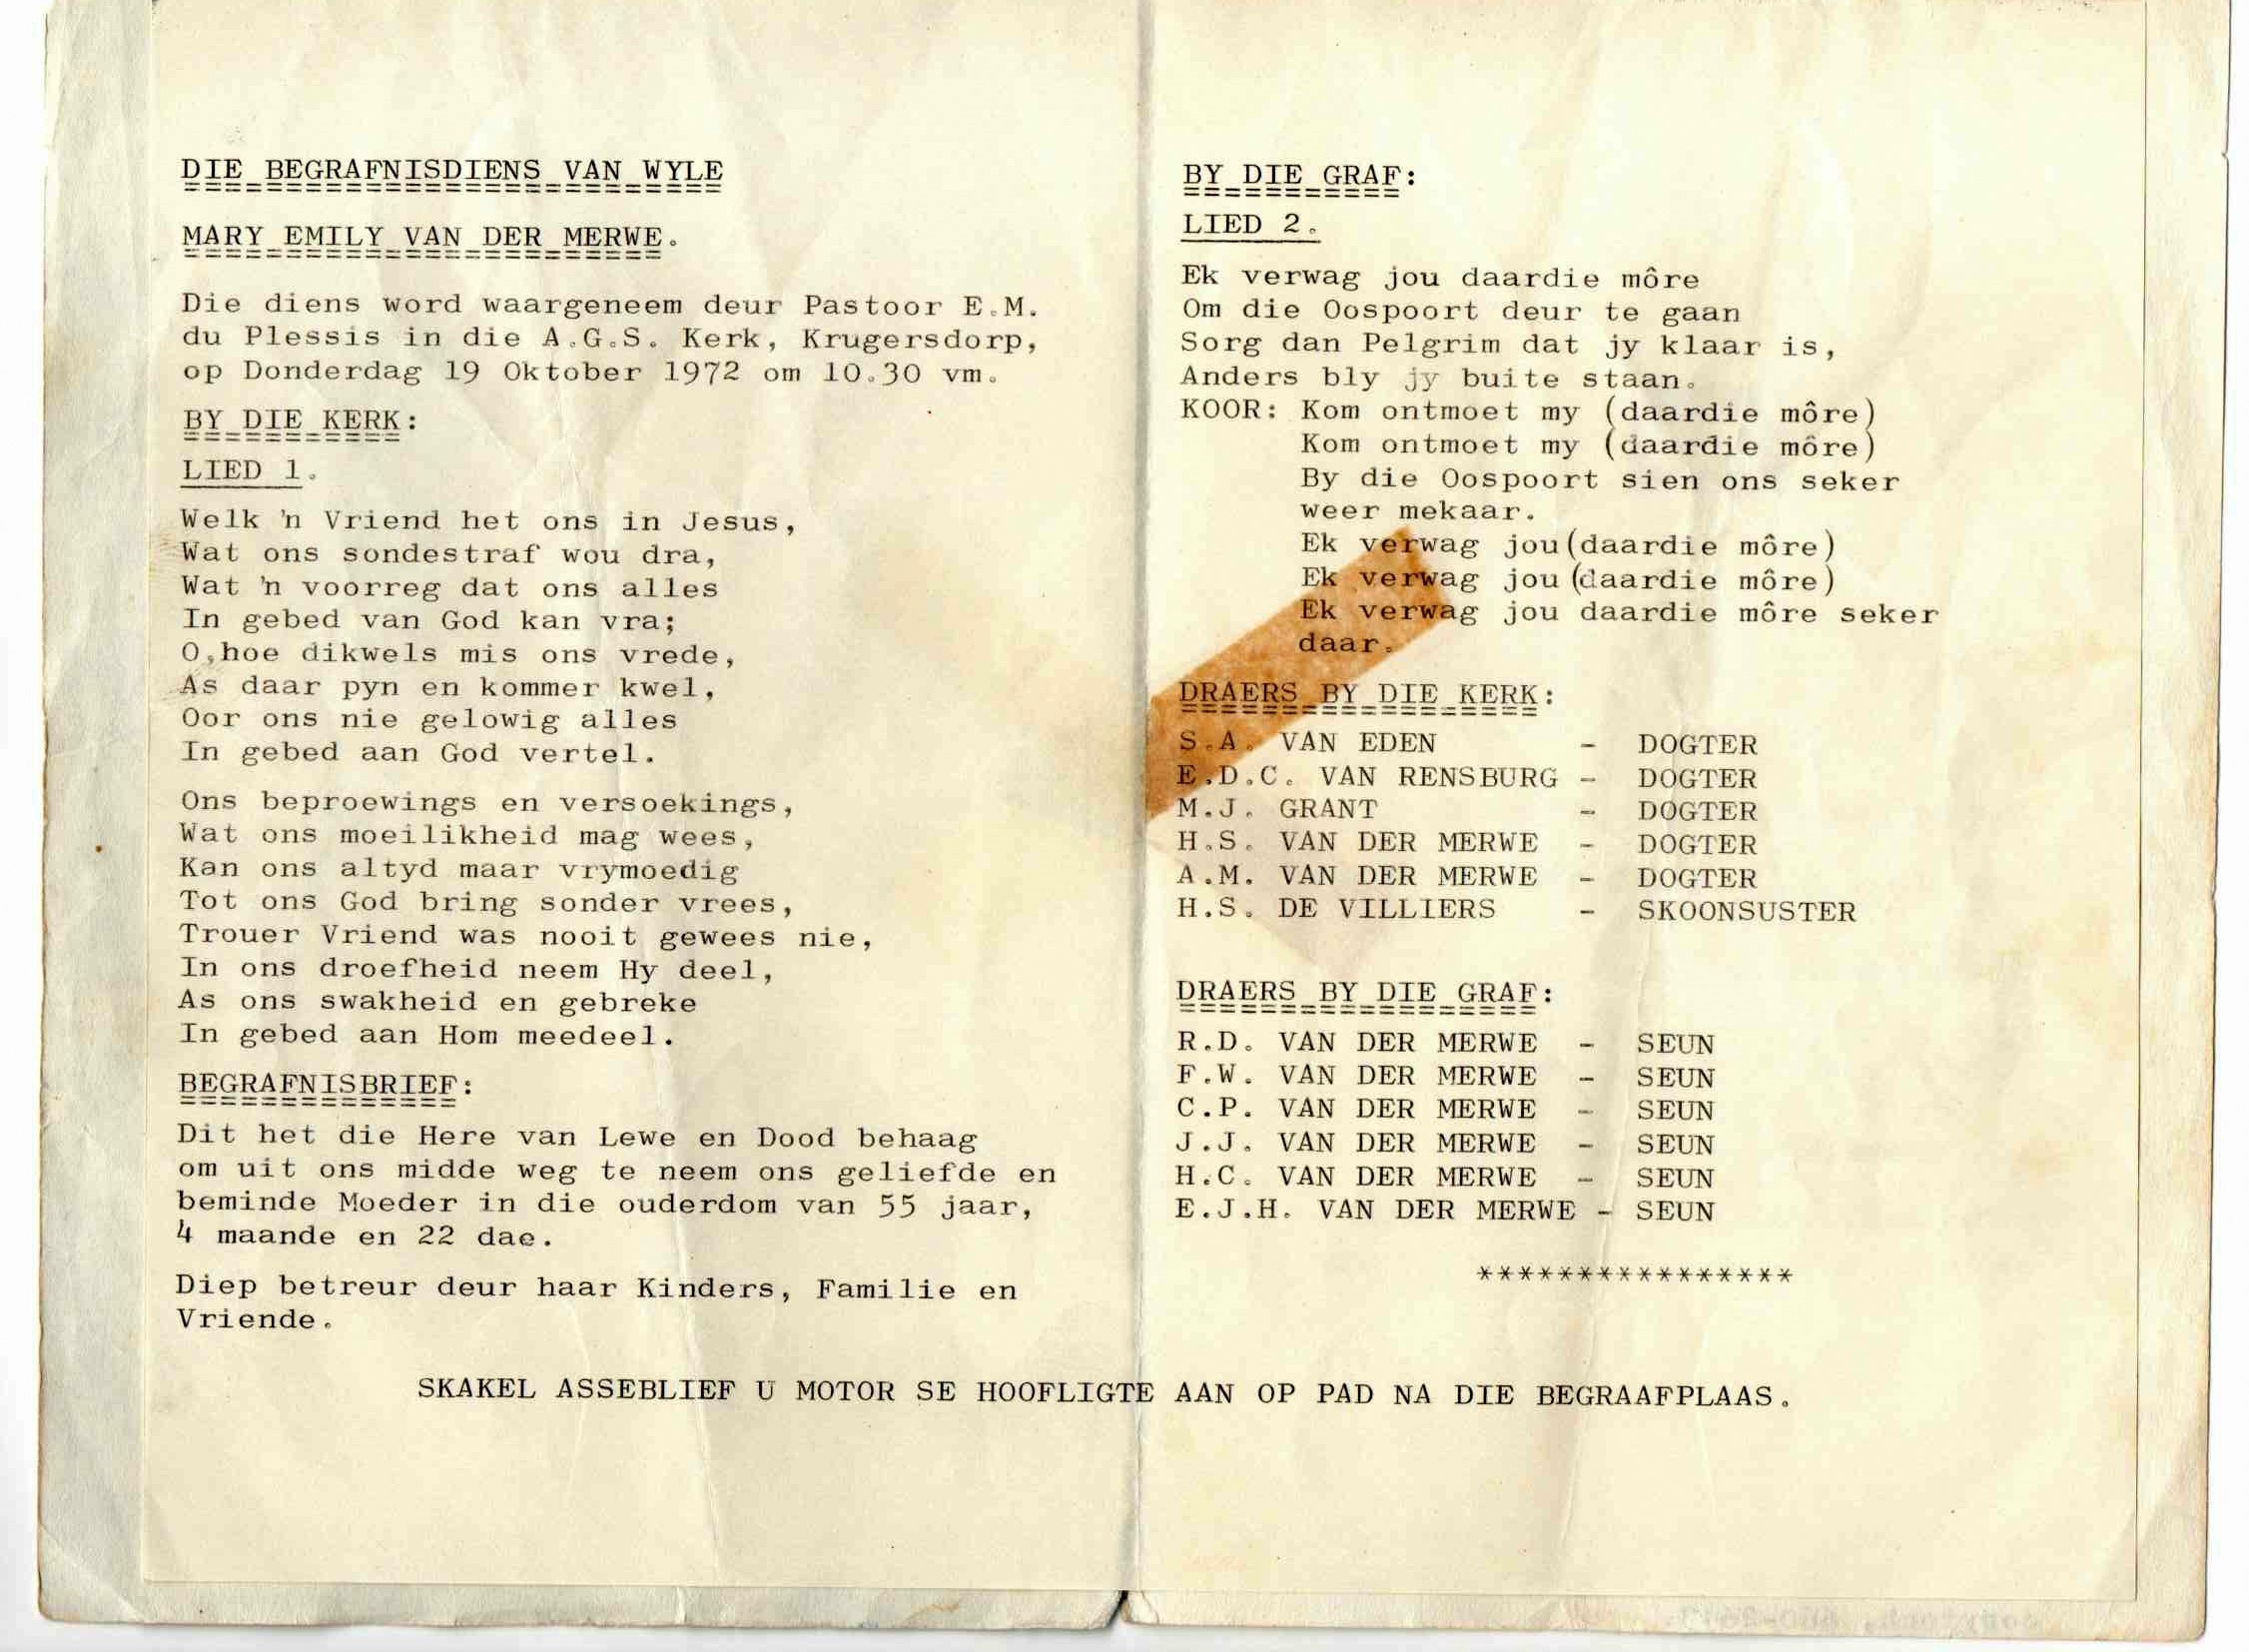 DIE BEGRAFNISDIENS VAN WYLE
MARY EMILY VAN DER MERWE.
Die diens word waargeneem deur Pastoor E.M.
du Plessis in die A.G.S. Kerk, Krugersdorp,
op Donderdag 19 Oktober 1972 om 10.30 vm.
BY DIE KERK:
LIED 1.
Welk 'n Vriend het ons in Jesus,
Wat ons sondestraf wou dra,
Wat 'n voorreg dat ons alles
In gebed van God kan vra;
O,hoe dikwels mis ons vrede,
As daar pyn en kommer kwel,
Oor ons nie gelowig alles
In gebed aan God vertel.
Ons beproewings en versoekings,
Wat ons moeilikheid mag wees,
Kan ons altyd maar vrymoedig
Tot ons God bring sonder vrees,
Trouer Vriend was nooit gewees nie,
In ons droefheid neem Hy deel,
As ons swakheid en gebreke
In gebed aan Hom meedeel.
BEGRAFNISBRIEF:
Dit het die Here van Lewe en Dood behaag
om uit ons midde weg te neem ons geliefde en
beminde Moeder in die ouderdom van 55 jaar,
4 maande en 22 dae.
Diep betreur deur haar Kinders, Familie en
Vriende.
BY DIE GRAF:
LIED 2.
Ek verwag jou daardie môre
Om die Oospoort deur te gaan
Sorg dan Pelgrim dat jy klaar is,
Anders bly jy buite staan.
KOOR: Kom ontmoet my (daardie môre)
Kom ontmoet my (daardie môre)
By die Oospoort sien ons seker
weer mekaar.
Ek verwag jou(daardie môre)
Ek verwag jou(daardie môre)
Ek verwag jou daardie môre seker
daar.
DRAERS BY DIE KERK:
S.A. VAN EDEN - DOGTER
E.D.C. VAN RENSBURG - DOGTER
M.J. GRANT - DOGTER
H.S. VAN DER MERWE - DOGTER
A.M. VAN DER MERWE - DOGTER
H.S. DE VILLIERS - SKOONSUSTER
DRAERS BY DIE GRAF:
R.D. VAN DER MERWE - SEUN
F.W. VAN DER MERWE - SEUN
C.P. VAN DER MERWE - SEUN
J.J. VAN DER MERWE - SEUN
H.C. VAN DER MERWE - SEUN
E.J.H. VAN DER MERWE - SEUN
****************
SKAKEL ASSEBLIEF U MOTOR SE HOOFLIGTE AAN OP PAD NA DIE BEGRAAFPLAAS.